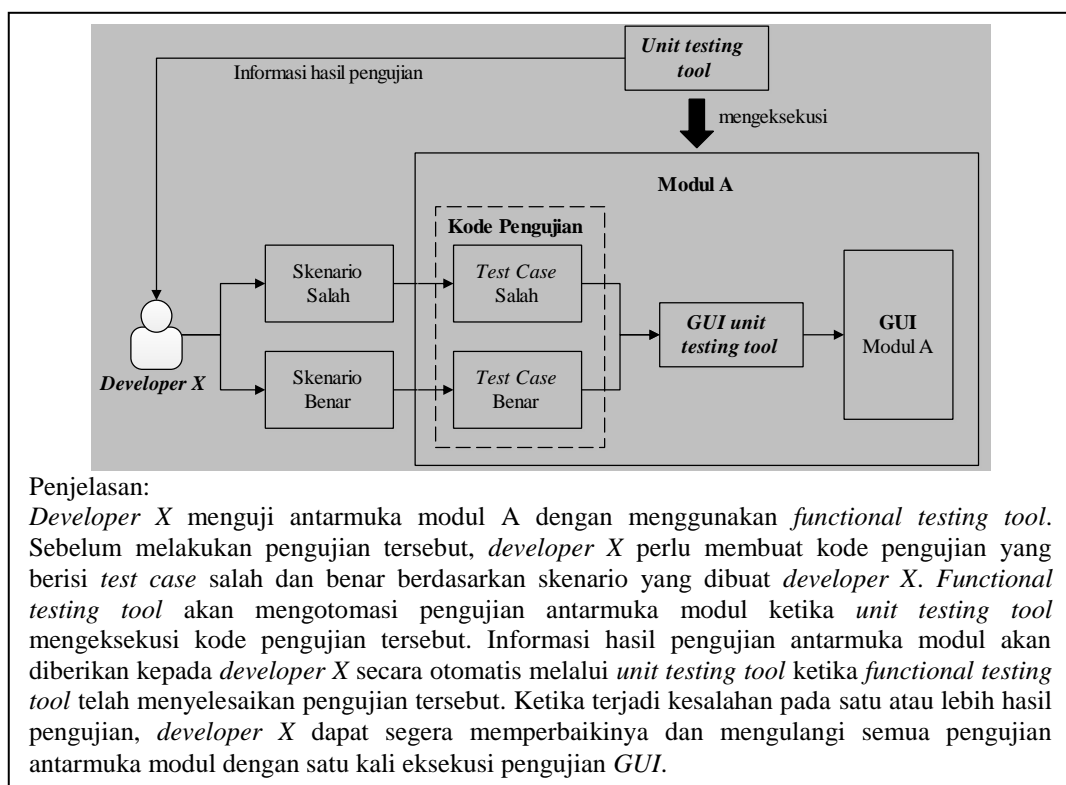 Unit testing
tool
Informasi hasil pengujian
mengeksekusi
Modul A
Kode Pengujian
Skenario
Salah
Test Case
Salah
GUI unit
testing tool
GUI
Modul A
Developer X
Skenario
Benar
Test Case
Benar
Penjelasan:
Developer X menguji antarmuka modul A dengan menggunakan functional testing tool.
Sebelum melakukan pengujian tersebut, developer X perlu membuat kode pengujian yang
berisi test case salah dan benar berdasarkan skenario yang dibuat developer X. Functional
testing tool akan mengotomasi pengujian antarmuka modul ketika unit testing tool
mengeksekusi kode pengujian tersebut. Informasi hasil pengujian antarmuka modul akan
diberikan kepada developer X secara otomatis melalui unit testing tool ketika functional testing
tool telah menyelesaikan pengujian tersebut. Ketika terjadi kesalahan pada satu atau lebih hasil
pengujian, developer X dapat segera memperbaikinya dan mengulangi semua pengujian
antarmuka modul dengan satu kali eksekusi pengujian GUI.